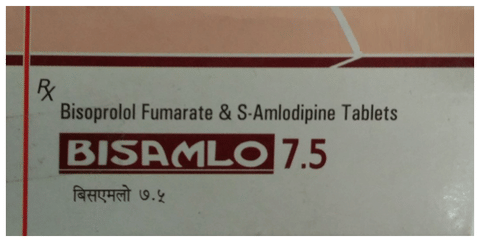 Rx
Bisoprolol Fumarate & S-Amlodipine Tablets
BISAMLO 7.5
बिसएमलो ७.५